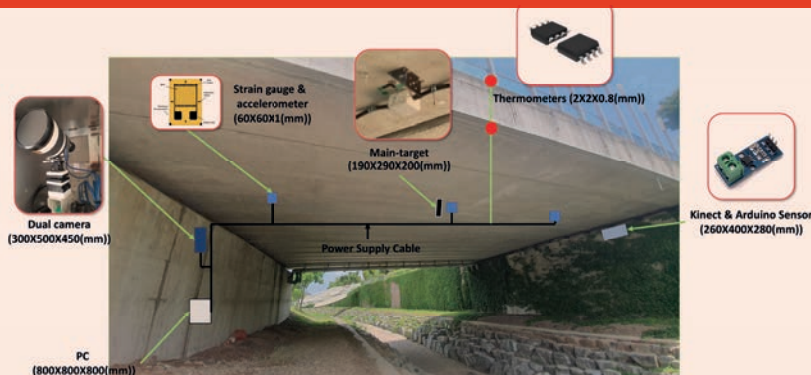 Strain gauge &
accelerometer
(60X60X1(mm))
Thermometers (2X2X0.8(mm))
Main-target
(190X290X200(mm))
Kinect & Arduino Sensor
(260X400X280(mm))
Dual camera
(300X500X450(mm))
Power Supply Cable
PC
(800X800X800(mm))